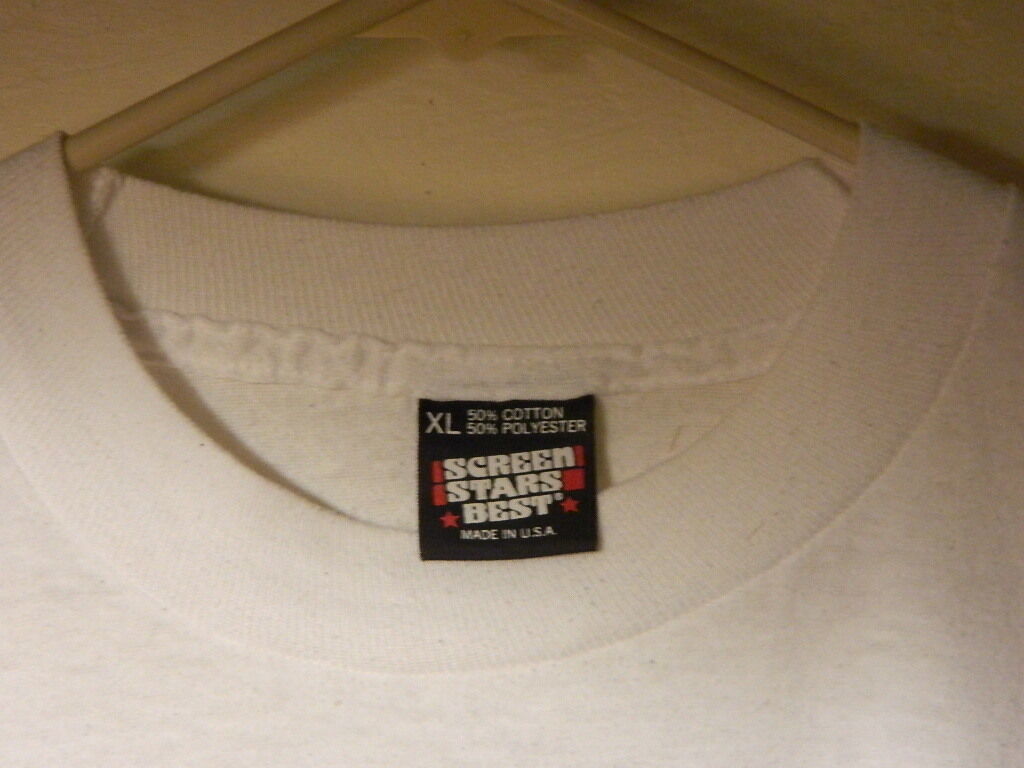 XL 50% COTTON
50% POLYESTER
SCREEN
STARS
BEST®
MADE IN U.S.A.